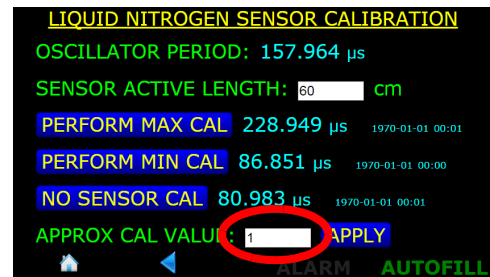 LIQUID NITROGEN SENSOR CALIBRATION
OSCILLATOR PERIOD: 157.964 µs
SENSOR ACTIVE LENGTH: 60 cm
PERFORM MAX CAL 228.949 µs 1970-01-01 00:01
PERFORM MIN CAL 86.851 µs 1970-01-01 00:00
NO SENSOR CAL 80.983 µs 1970-01-01 00:01
APPROX CAL VALUE: 1 APPLY
ALARM AUTOFILL